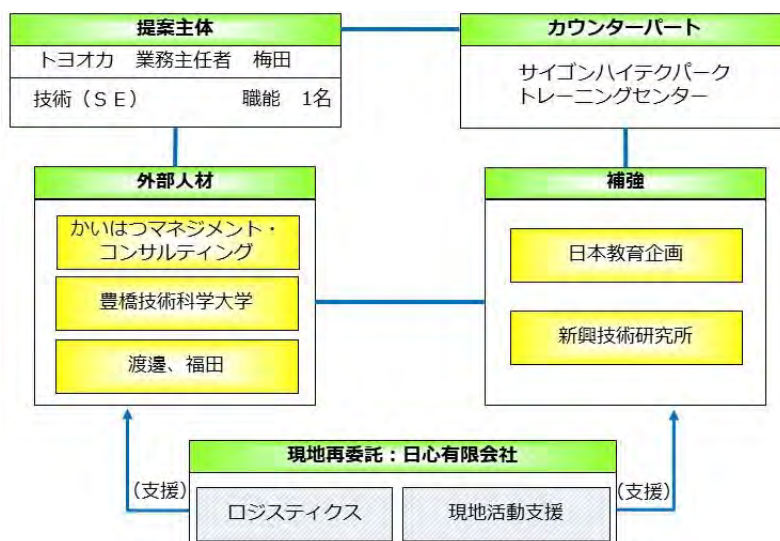 提案主体
トヨオカ 業務主任者 梅田
技術（ＳＥ） 職能 1名
カウンターパート
サイゴンハイテクパーク
トレーニングセンター
外部人材
かいはつマネジメント・
コンサルティング
豊橋技術科学大学
渡邊、福田
補強
日本教育企画
新興技術研究所
現地再委託：日心有限会社
(支援)
ロジスティクス
現地活動支援
(支援)